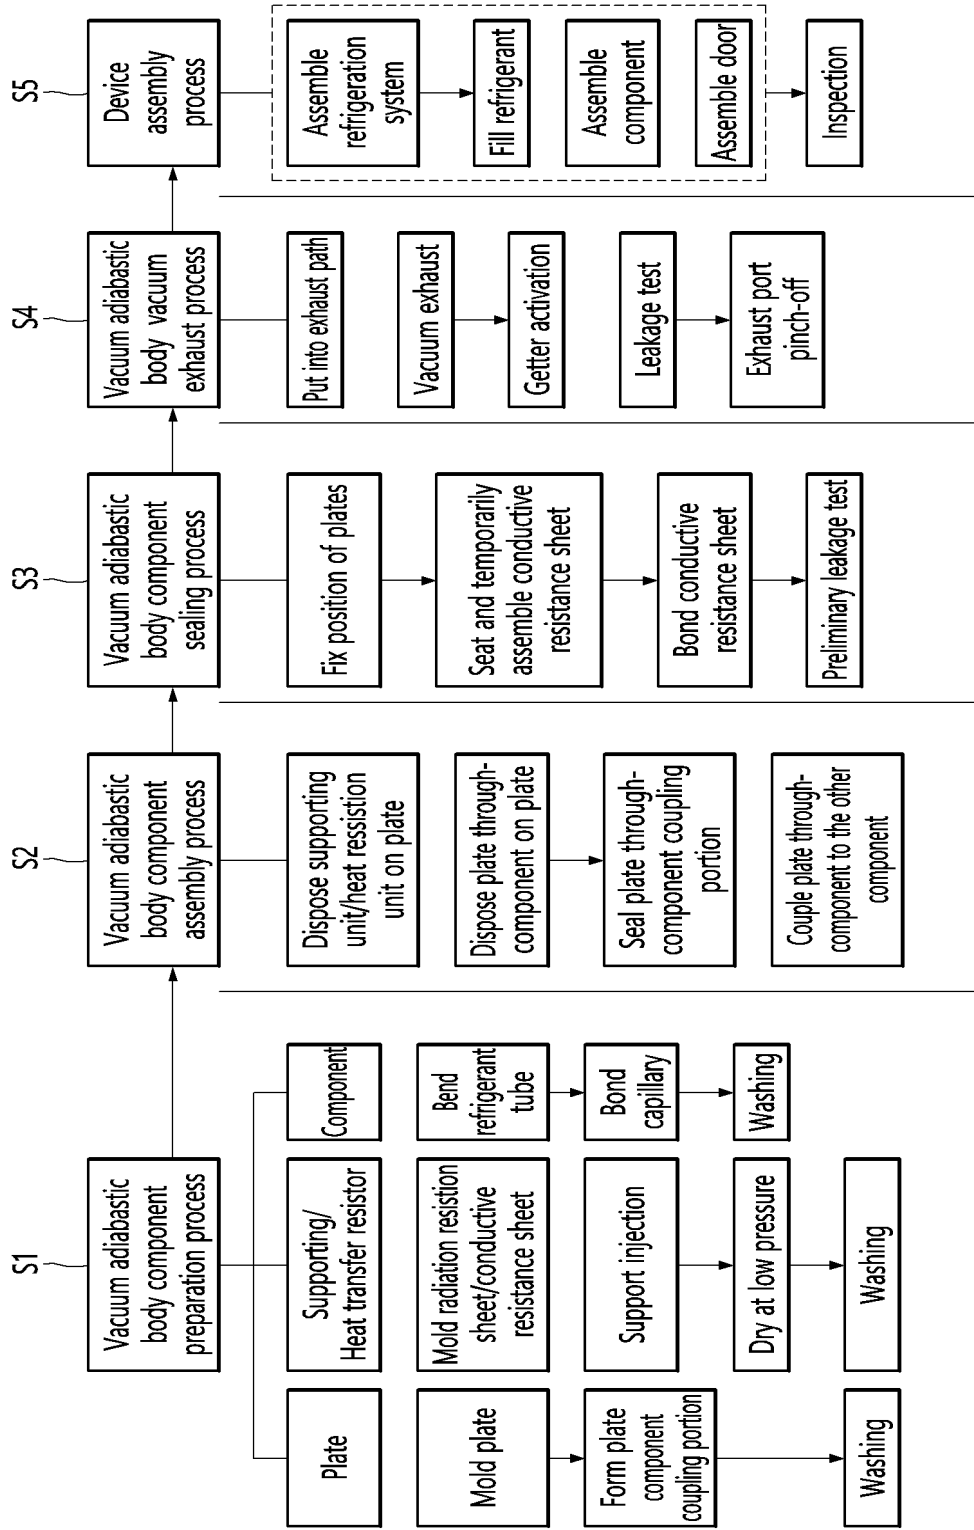 S1
Vacuum adiabastic
body component
preparation process
Plate
Mold plate
Form plate
component
coupling portion
Washing
Supporting/
Heat transfer resistor
Mold radiation resistion
sheet/conductive
resistance sheet
Support injection
Dry at low pressure
Washing
Component
Bend
refrigerant
tube
Bond
capillary
Washing
S2
Vacuum adiabastic
body component
assembly process
Dispose supporting
unit/heat ressistion
unit on plate
Dispose plate through-
component on plate
Seal plate through-
component coupling
portion
Couple plate through-
component to the other
component
S3
Vacuum adiabastic
body component
sealing process
Fix position of plates
Seat and temporarily
assemble conductive
resistance sheet
Bond conductive
resistance sheet
Preliminary leakage test
S4
Vacuum adiabastic
body vacuum
exhaust process
Put into exhaust path
Vacuum exhaust
Getter activation
Leakage test
Exhaust port
pinch-off
S5
Device
assembly
process
Assemble
refrigeration
system
Fill refrigerant
Assemble
component
Assemble door
Inspection